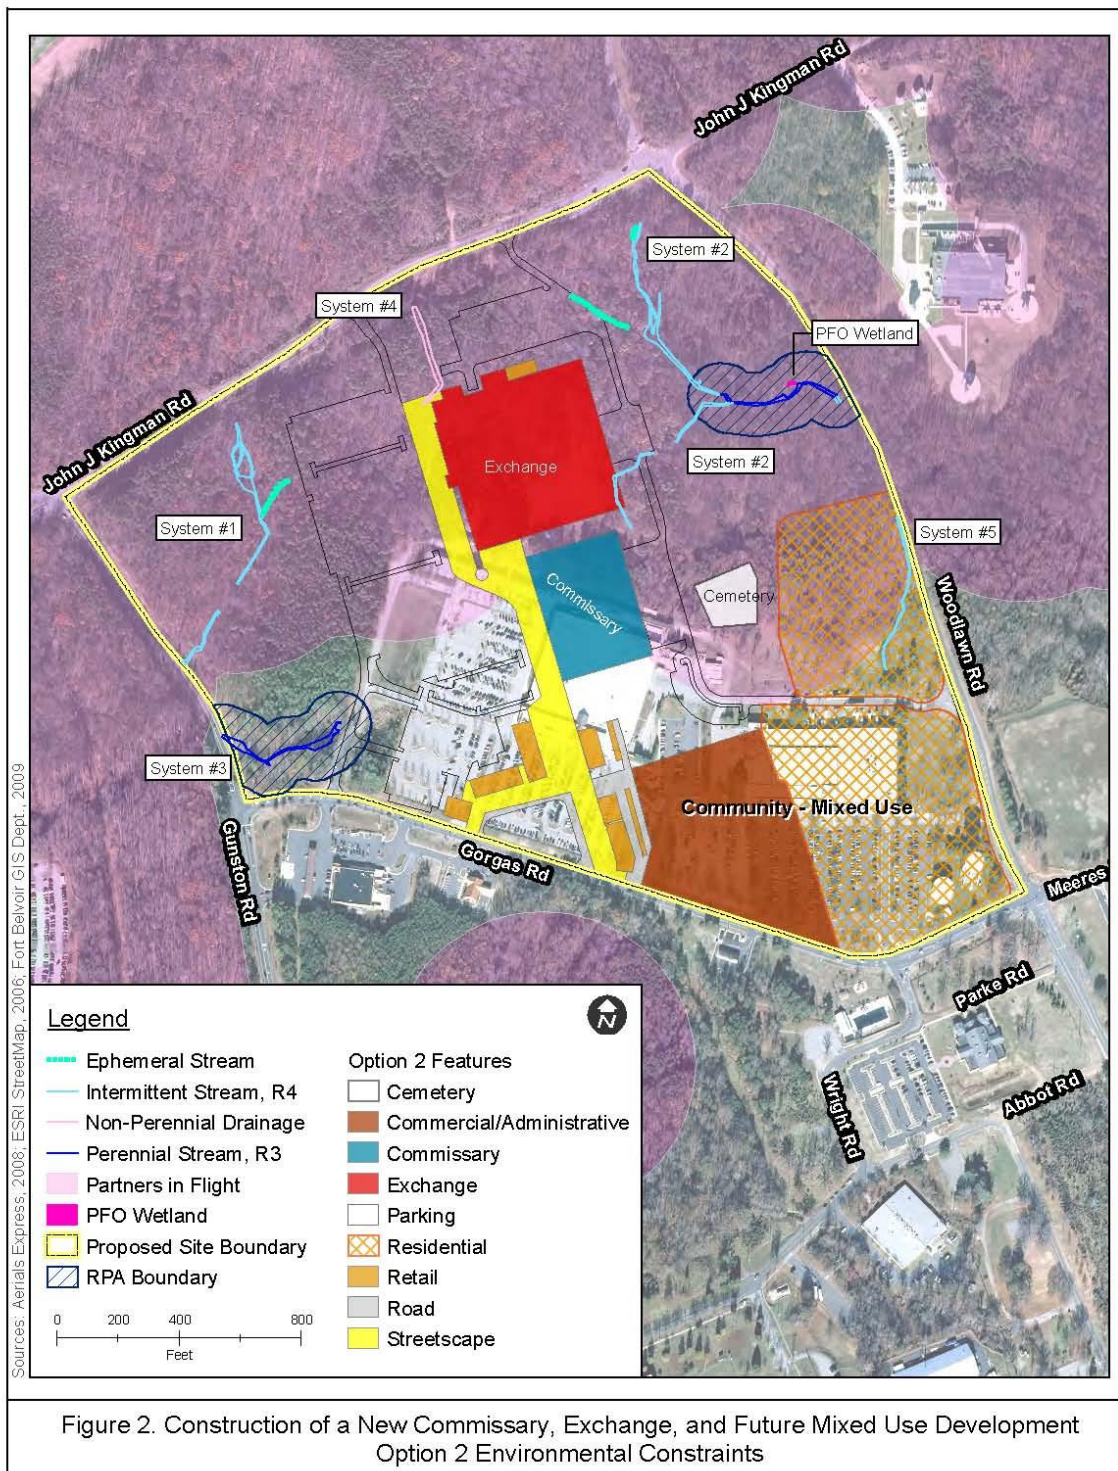 John J Kingman Rd
System #2
System #4
PFO Wetland
John J Kingman Rd
Exchange
System #2
System #1
System #5
Commissary
Cemetery
Woodlawn Rd
System #3
Community - Mixed Use
Gunston Rd
Gorgas Rd
Meeres
Parke Rd
Abbot Rd
Wright Rd
Sources: Aerials Express, 2008; ESRI StreetMap, 2006; Fort Belvoir GIS Dept., 2009
Legend
N
Ephemeral Stream
Intermittent Stream, R4
Non-Perennial Drainage
Perennial Stream, R3
Partners in Flight
PFO Wetland
Proposed Site Boundary
RPA Boundary
0 200 400 800
Feet
Option 2 Features
Cemetery
Commercial/Administrative
Commissary
Exchange
Parking
Residential
Retail
Road
Streetscape
Figure 2. Construction of a New Commissary, Exchange, and Future Mixed Use Development
Option 2 Environmental Constraints